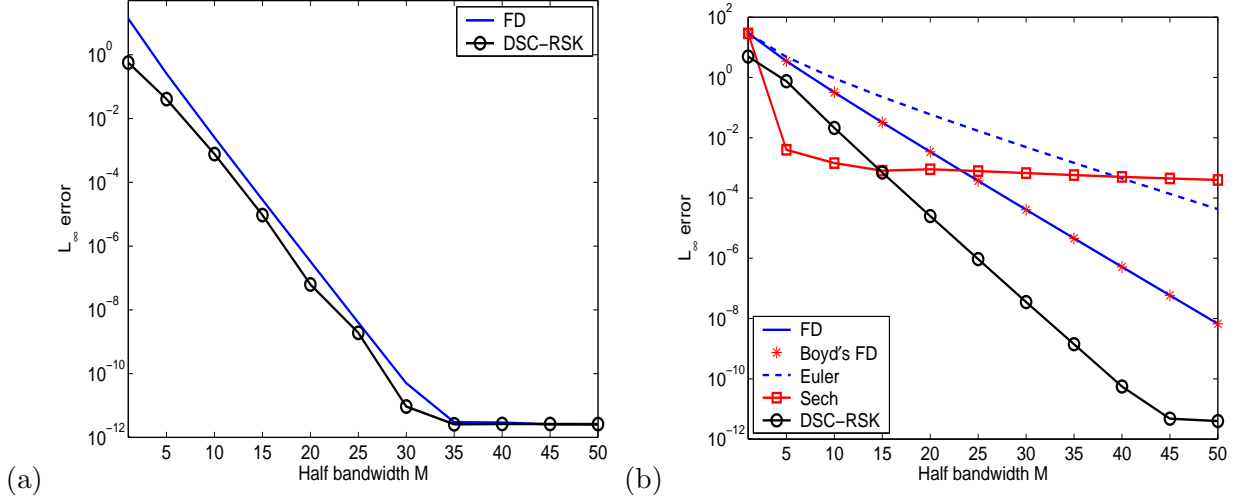 FD
DSC−RSK
10^0
10^−2
10^−4
10^−6
10^−8
10^−10
10^−12
L∞ error
5 10 15 20 25 30 35 40 45 50
Half bandwidth M
(a)
10^2
10^0
10^−2
10^−4
10^−6
10^−8
10^−10
10^−12
L∞ error
FD
Boyd's FD
Euler
Sech
DSC−RSK
5 10 15 20 25 30 35 40 45 50
Half bandwidth M
(b)